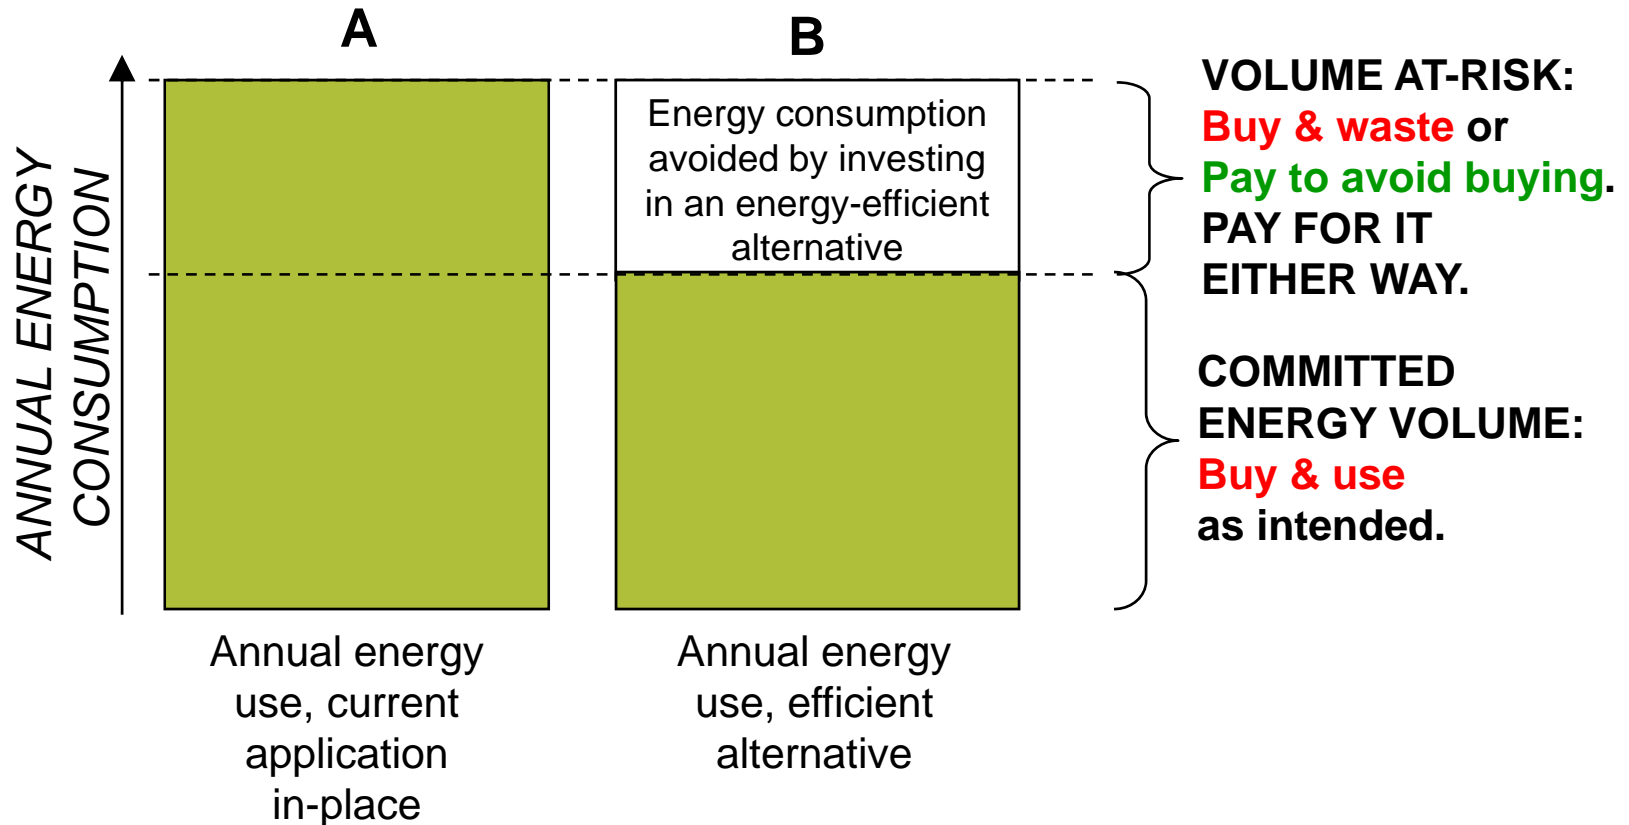 A
B
ANNUAL ENERGY
CONSUMPTION
Energy consumption
avoided by investing
in an energy-efficient
alternative
VOLUME AT-RISK:
Buy & waste or
Pay to avoid buying.
PAY FOR IT
EITHER WAY.
COMMITTED
ENERGY VOLUME:
Buy & use
as intended.
Annual energy
use, current
application
in-place
Annual energy
use, efficient
alternative